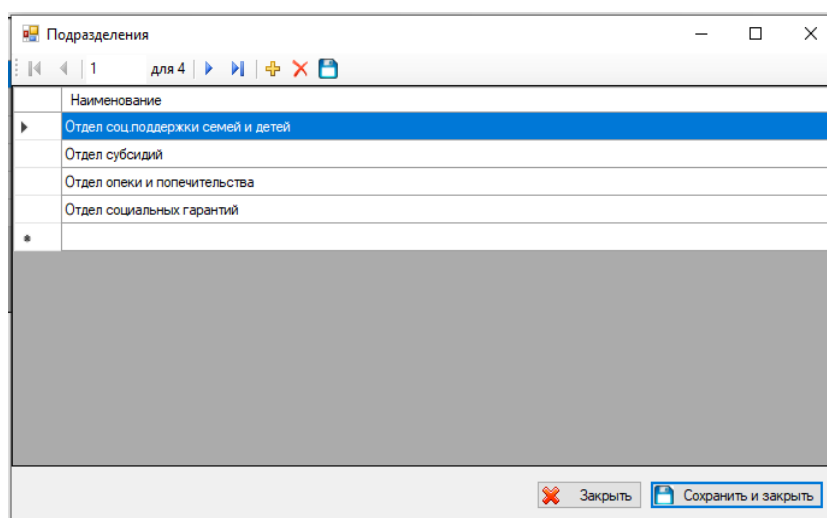 Подразделения
1 для 4
Наименование
Отдел соц.поддержки семей и детей
Отдел субсидий
Отдел опеки и попечительства
Отдел социальных гарантий
Закрыть Сохранить и закрыть